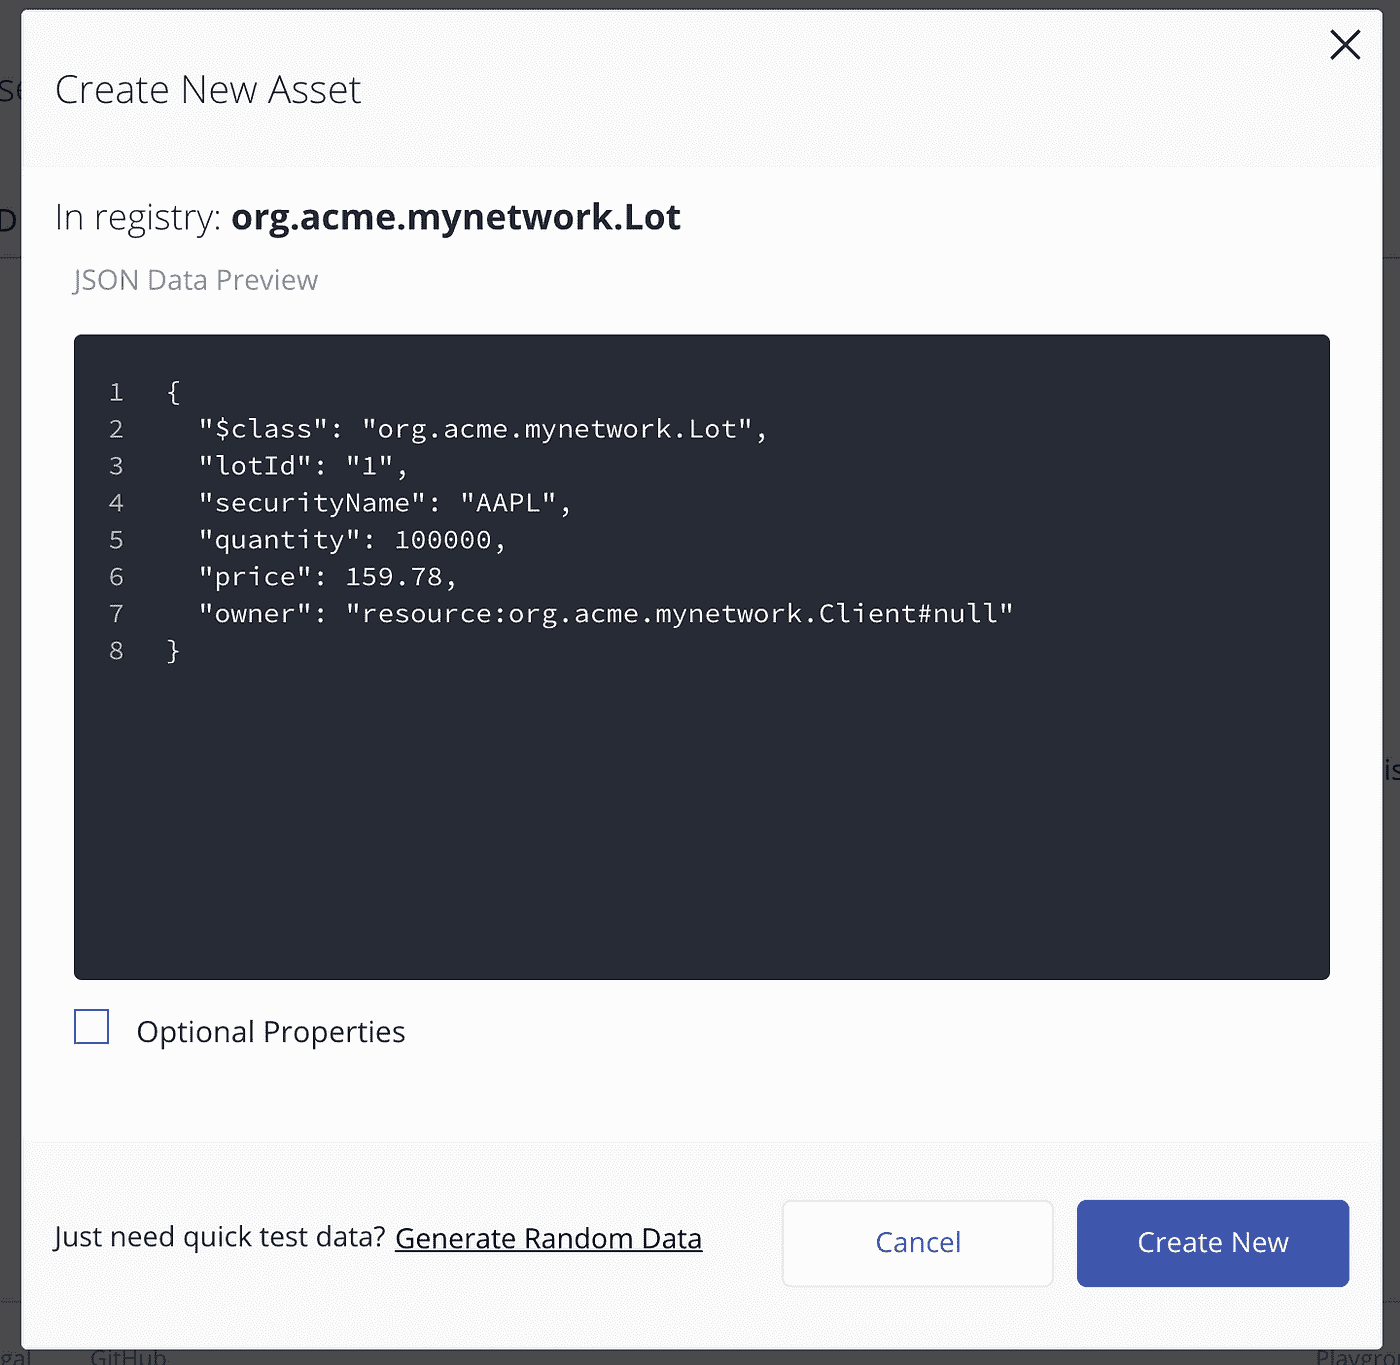 Create New Asset
In registry: org.acme.mynetwork.Lot
JSON Data Preview
1 {
2 "$class": "org.acme.mynetwork.Lot",
3 "lotId": "1",
4 "securityName": "AAPL",
5 "quantity": 100000,
6 "price": 159.78,
7 "owner": "resource:org.acme.mynetwork.Client#null"
8 }
Optional Properties
Just need quick test data? Generate Random Data
Cancel
Create New
GitHub